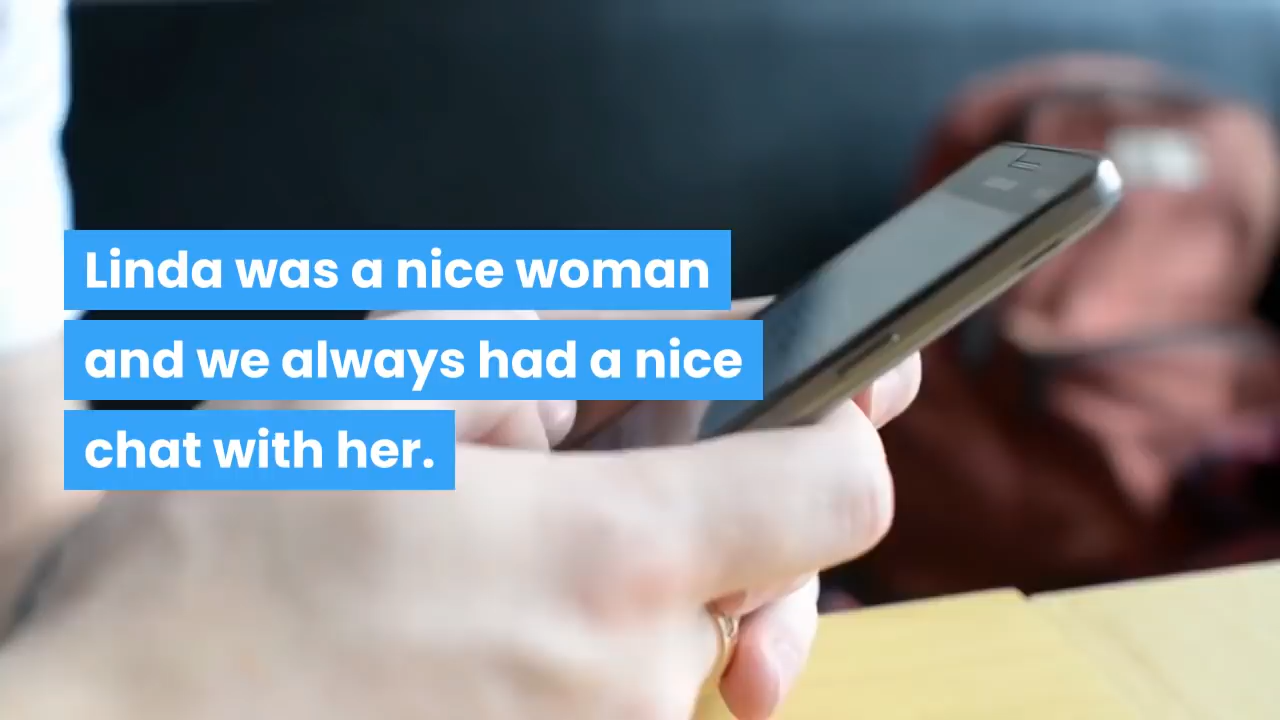 Linda was a nice woman
and we always had a nice
chat with her.